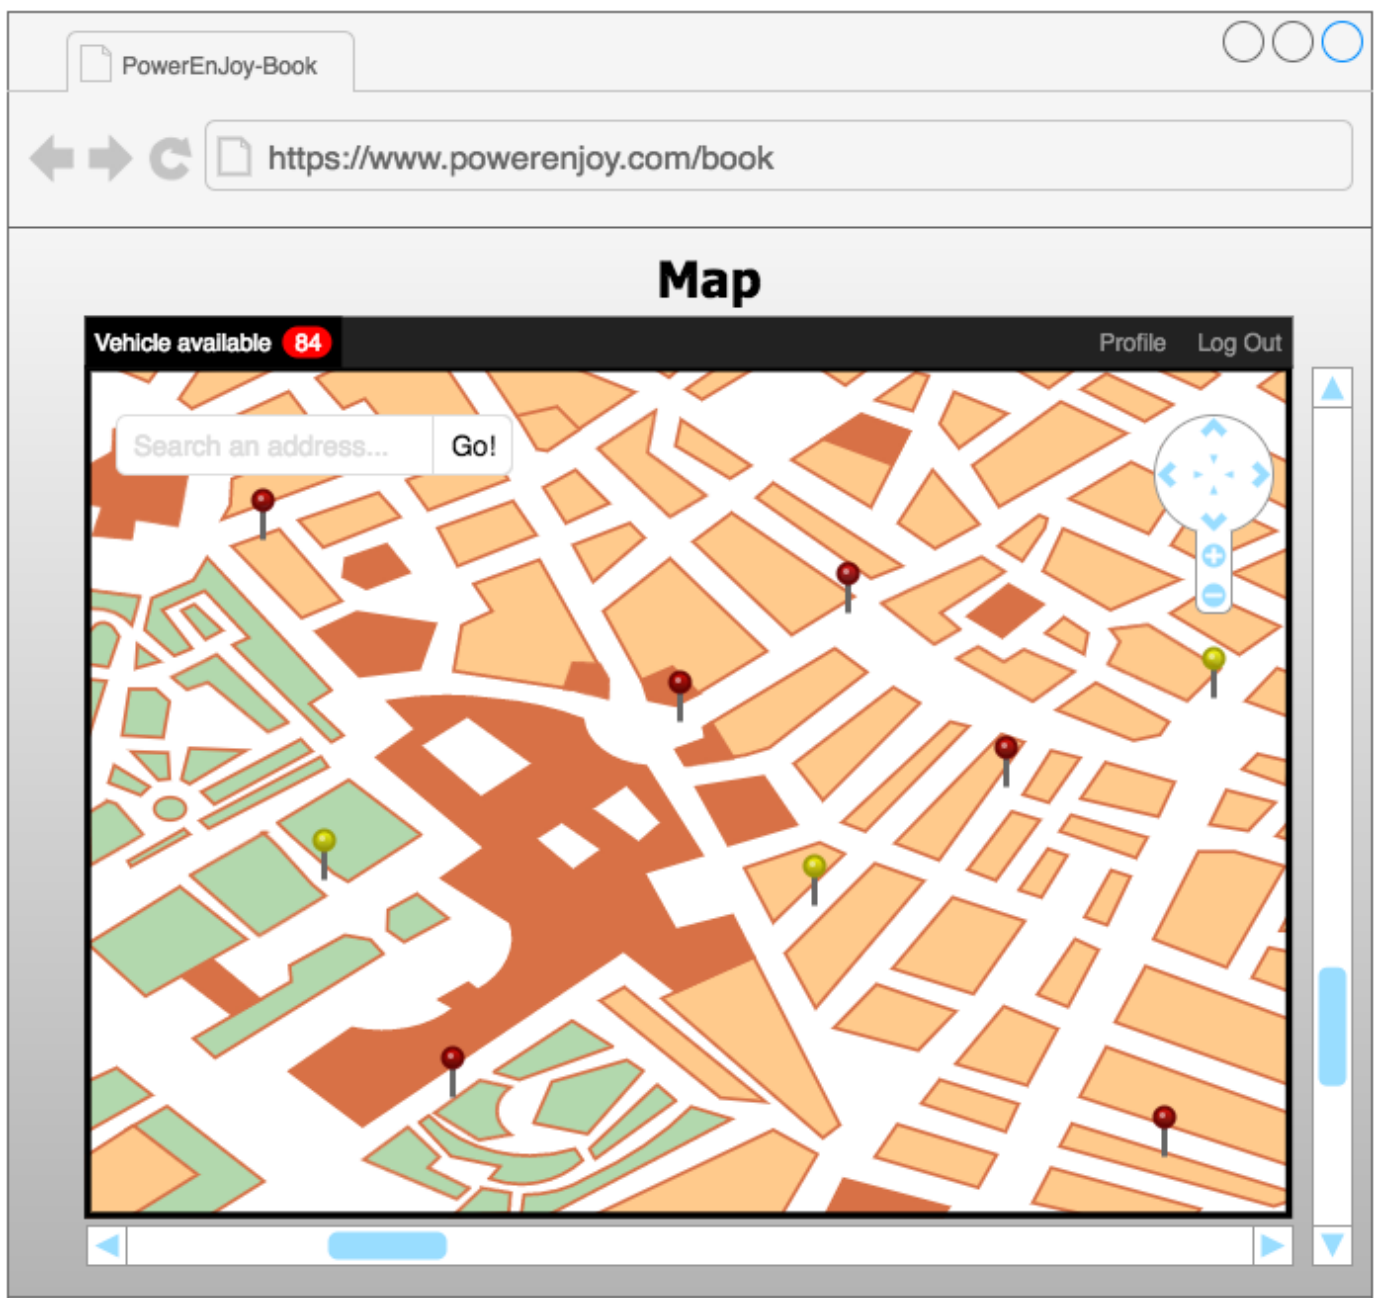 PowerEnJoy-Book
https://www.powerenjoy.com/book
Map
Vehicle available 84 Profile Log Out
Search an address... Go!